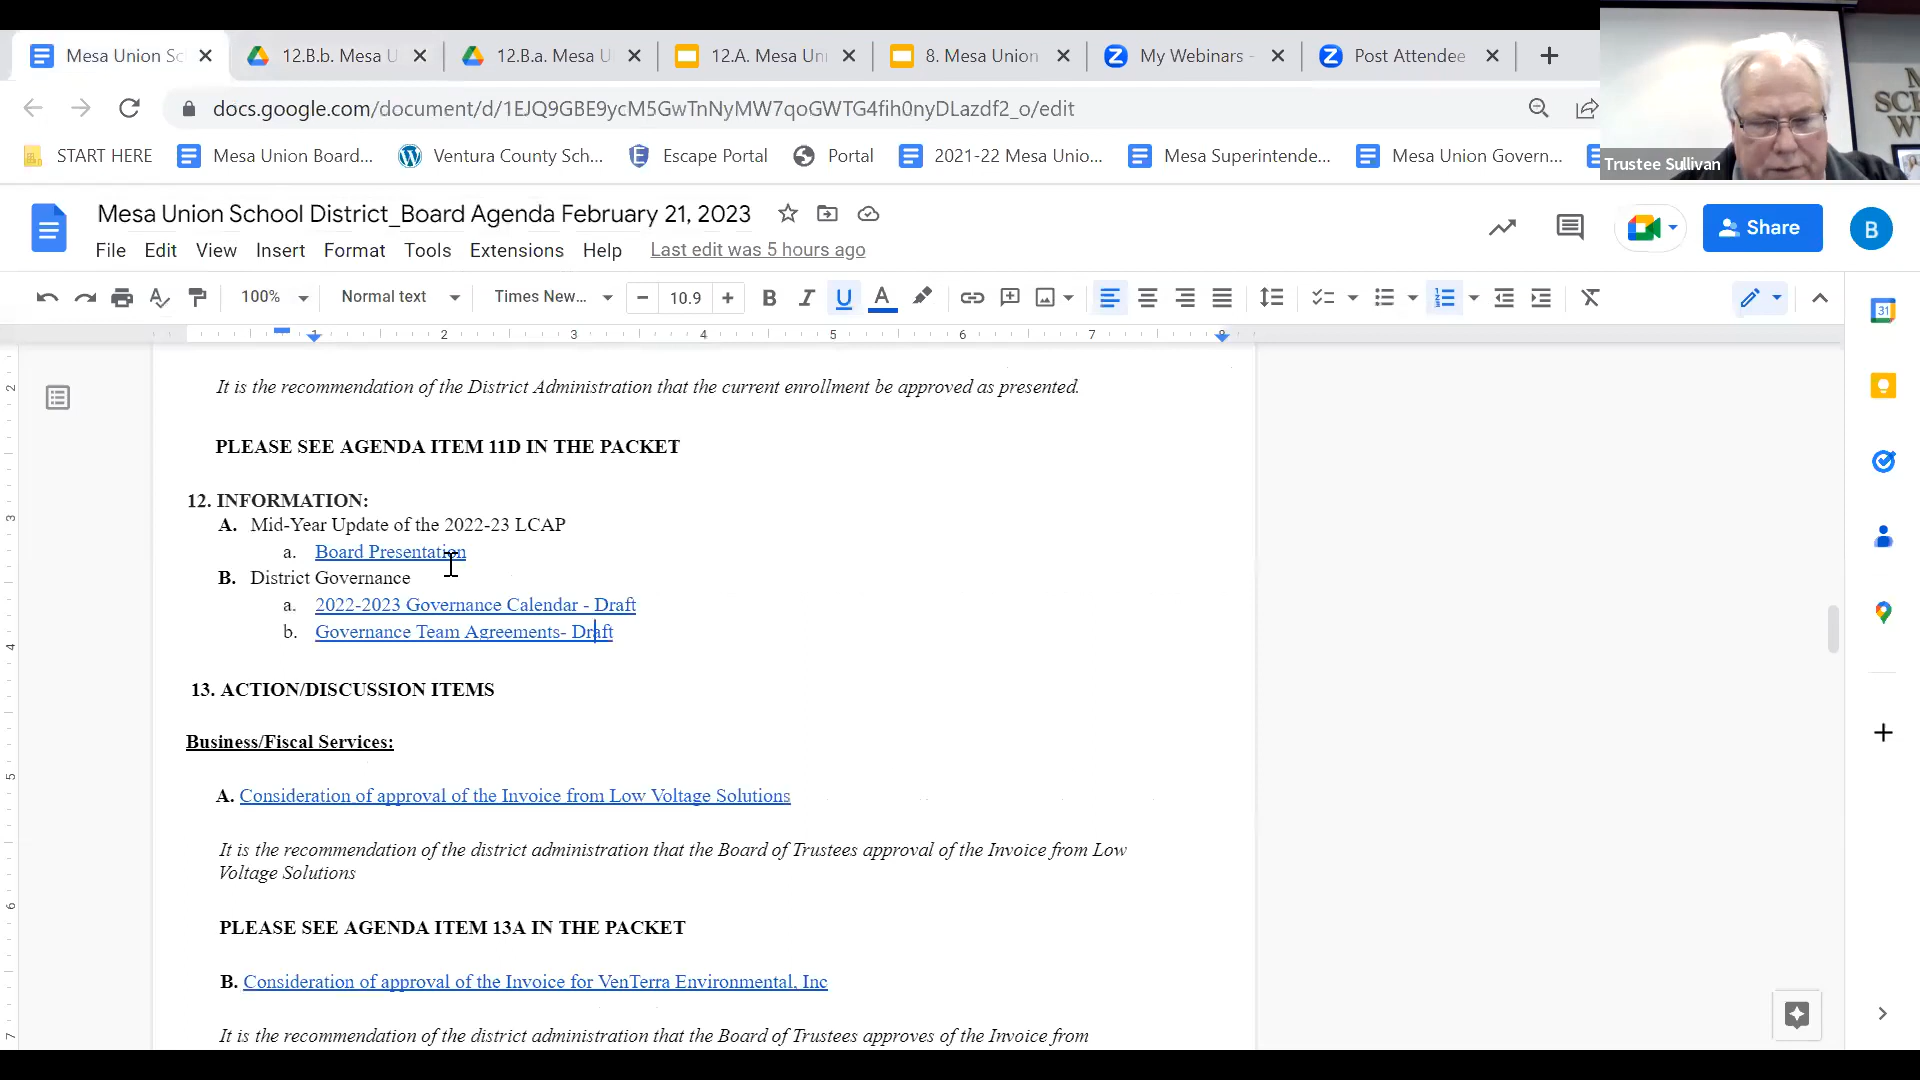 Mesa Union Sc
12.B.b. Mesa U
12.B.a. Mesa U
12.A. Mesa Un
8. Mesa Union
My Webinars -
Post Attendee
docs.google.com/document/d/1EJQ9GBE9ycM5GwTnNyMW7qoGWTG4fih0nyDLazdf2_o/edit
START HERE
Mesa Union Board...
Ventura County Sch...
Escape Portal
Portal
2021-22 Mesa Unio...
Mesa Superintende...
Mesa Union Govern...
Trustee Sullivan
Mesa Union School District_Board Agenda February 21, 2023
File Edit View Insert Format Tools Extensions Help Last edit was 5 hours ago
Share
B
100% Normal text Times New... 10.9
1 2 3 4 5 6 7 8
31
It is the recommendation of the District Administration that the current enrollment be approved as presented.
PLEASE SEE AGENDA ITEM 11D IN THE PACKET
12. INFORMATION:
A. Mid-Year Update of the 2022-23 LCAP
a. Board Presentation
B. District Governance
a. 2022-2023 Governance Calendar - Draft
b. Governance Team Agreements- Draft
13. ACTION/DISCUSSION ITEMS
Business/Fiscal Services:
A. Consideration of approval of the Invoice from Low Voltage Solutions
It is the recommendation of the district administration that the Board of Trustees approval of the Invoice from Low
Voltage Solutions
PLEASE SEE AGENDA ITEM 13A IN THE PACKET
B. Consideration of approval of the Invoice for VenTerra Environmental, Inc
It is the recommendation of the district administration that the Board of Trustees approves of the Invoice from